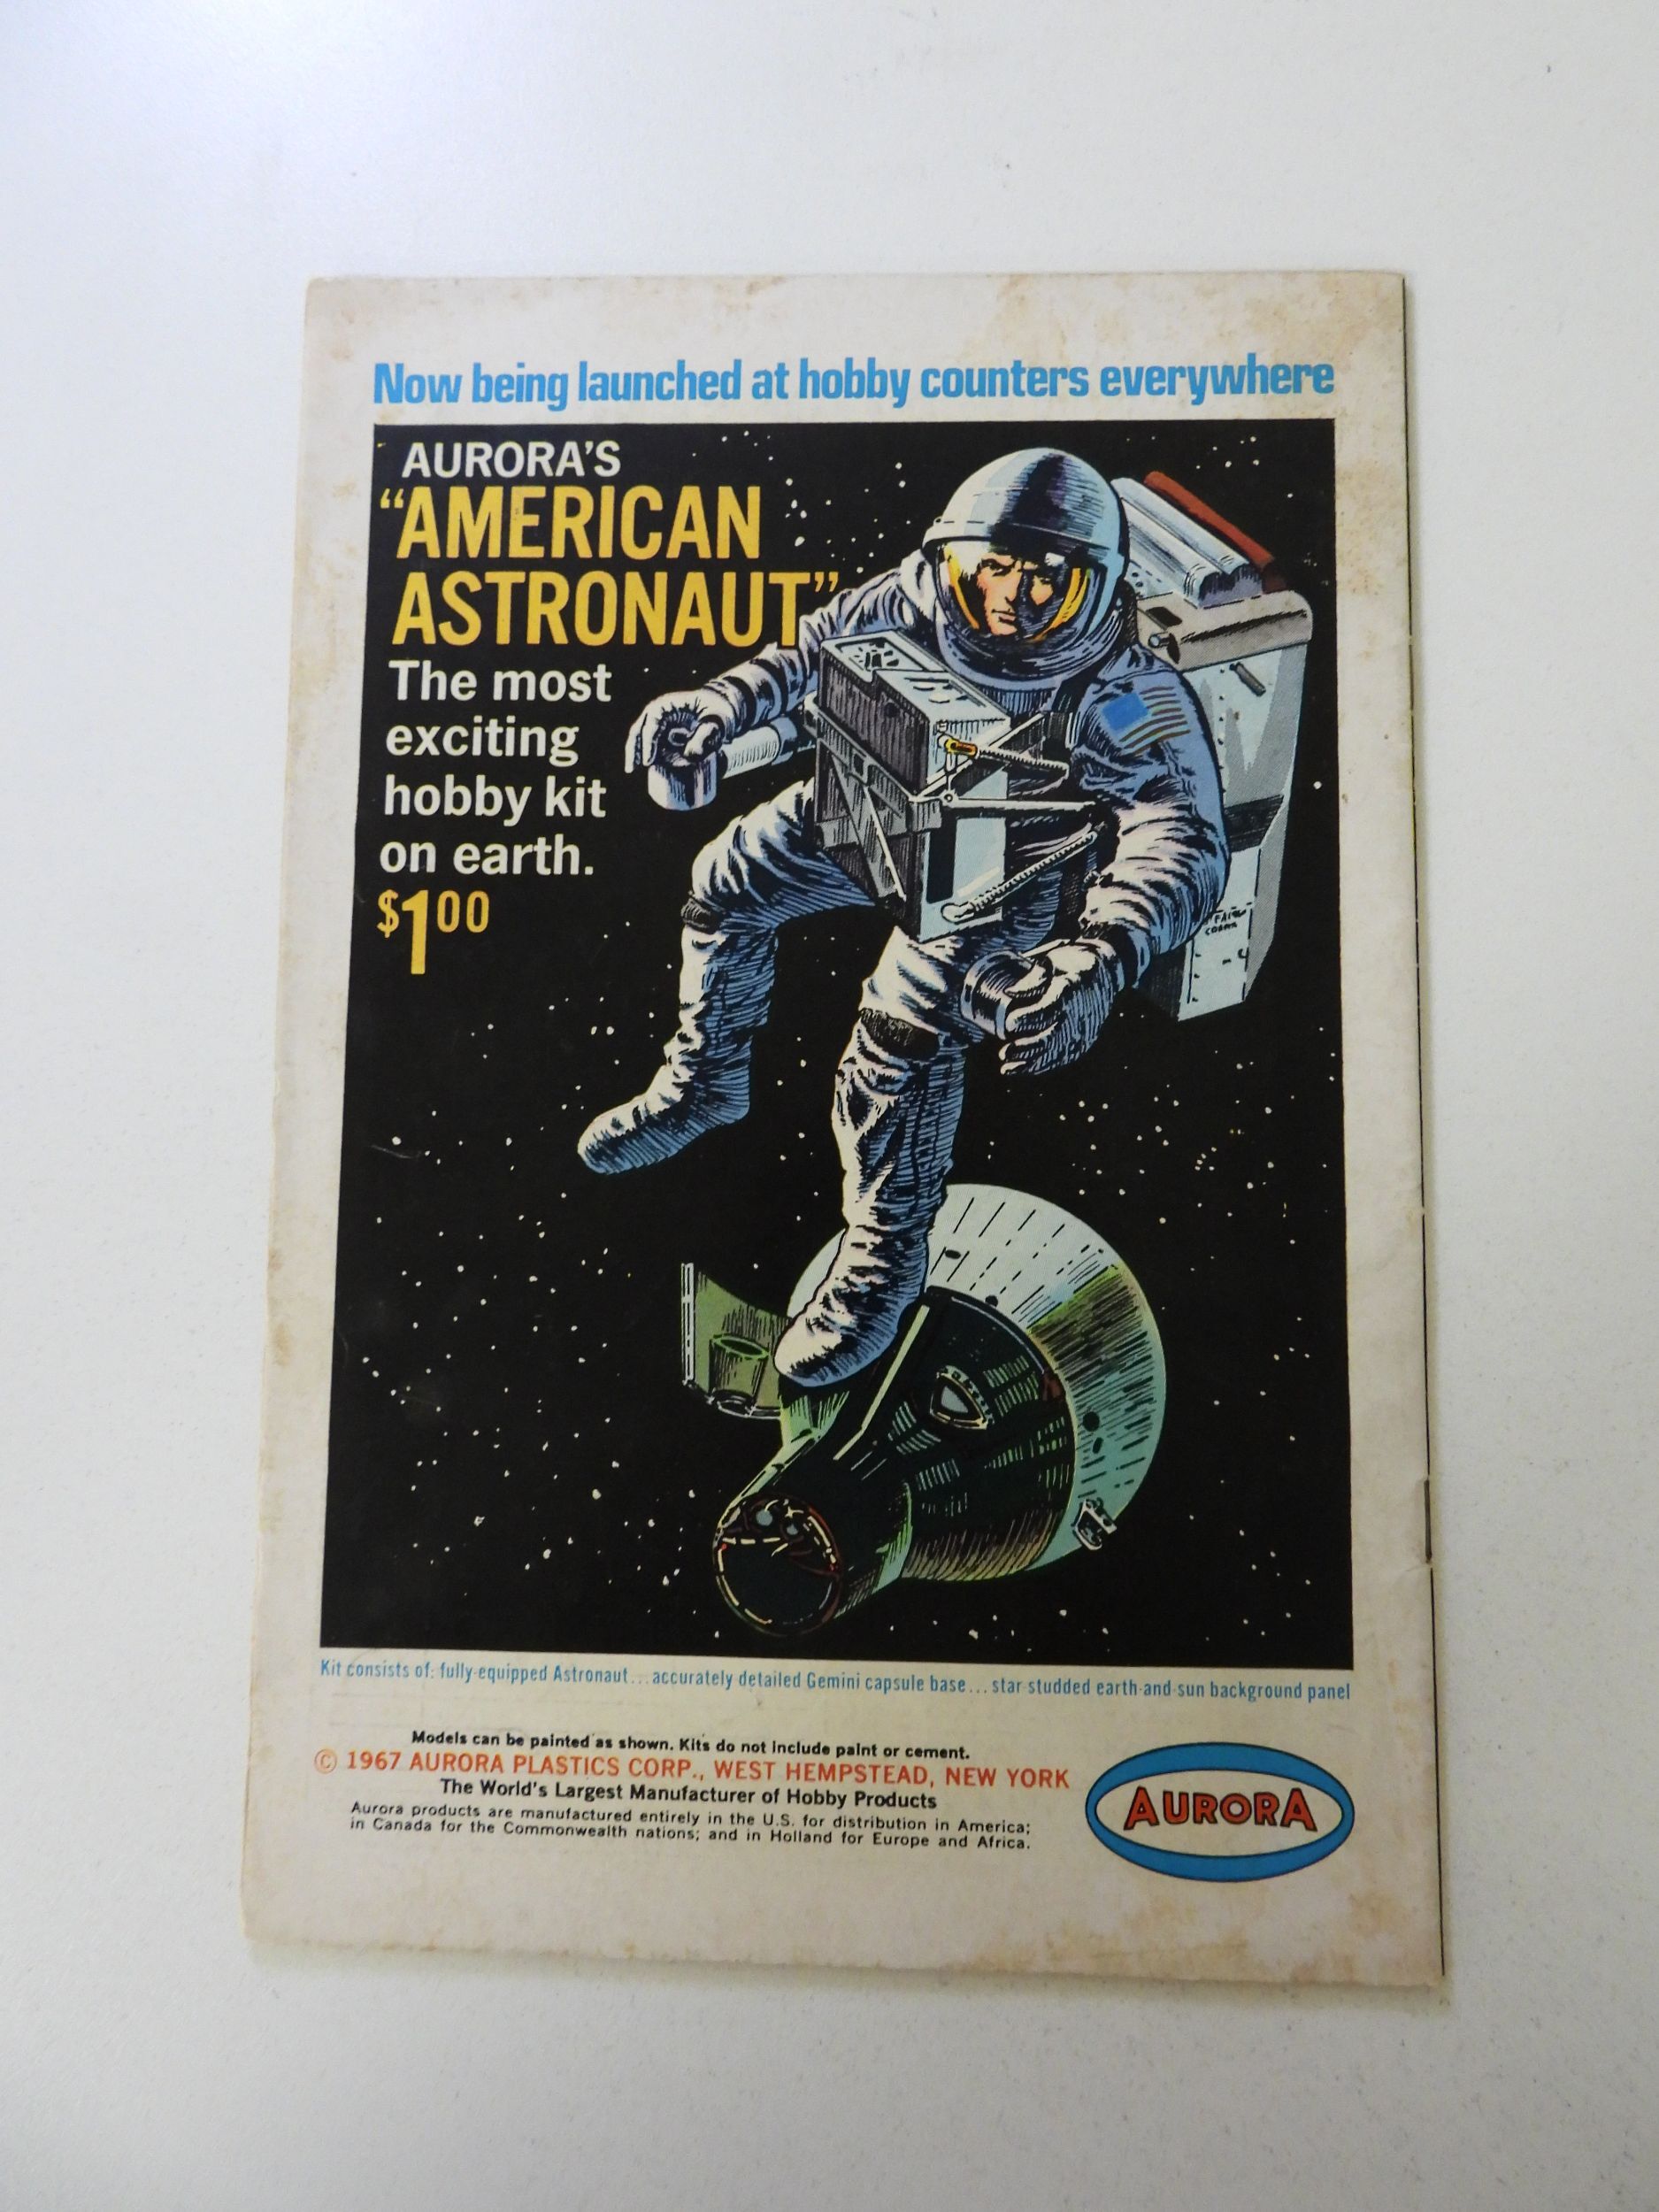 Now being launched at hobby counters everywhere
AURORA'S
“AMERICAN
ASTRONAUT”
The most
exciting
hobby kit
on earth.
$1 00
Kit consists of: fully-equipped Astronaut...accurately detailed Gemini capsule base...star-studded earth-and-sun background panel
Models can be painted as shown. Kits do not include paint or cement.
© 1967 AURORA PLASTICS CORP., WEST HEMPSTEAD, NEW YORK
The World's Largest Manufacturer of Hobby Products
Aurora products are manufactured entirely in the U.S. for distribution in America;
in Canada for the Commonwealth nations; and in Holland for Europe and Africa.
AURORA